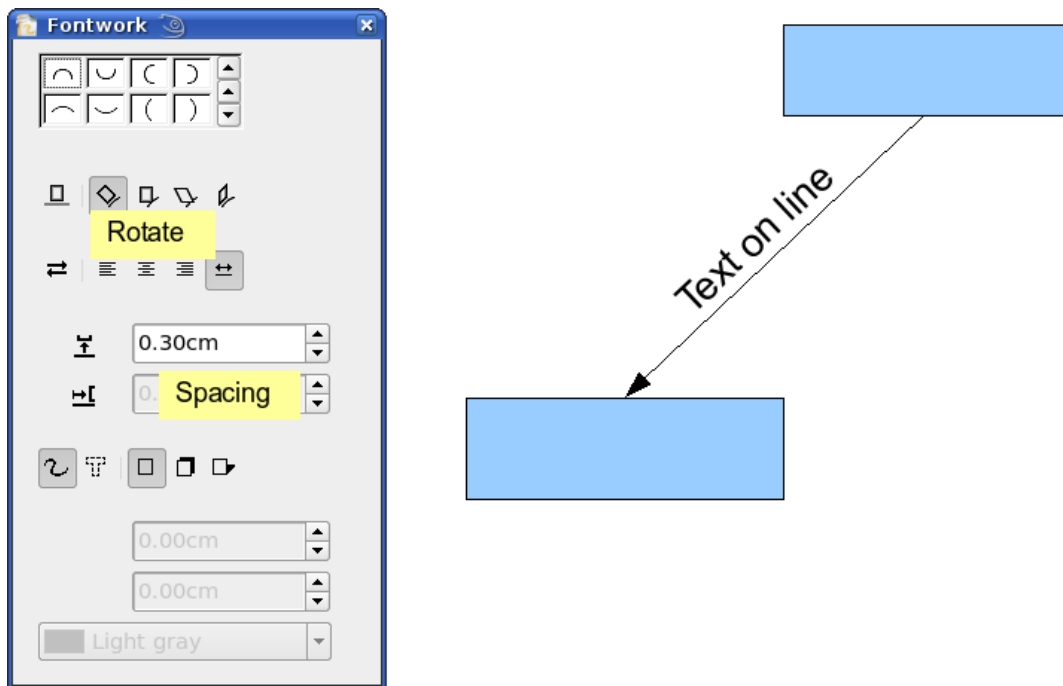 Fontwork
Rotate
0.30cm
Spacing
0.00cm
0.00cm
Light gray
Text on line